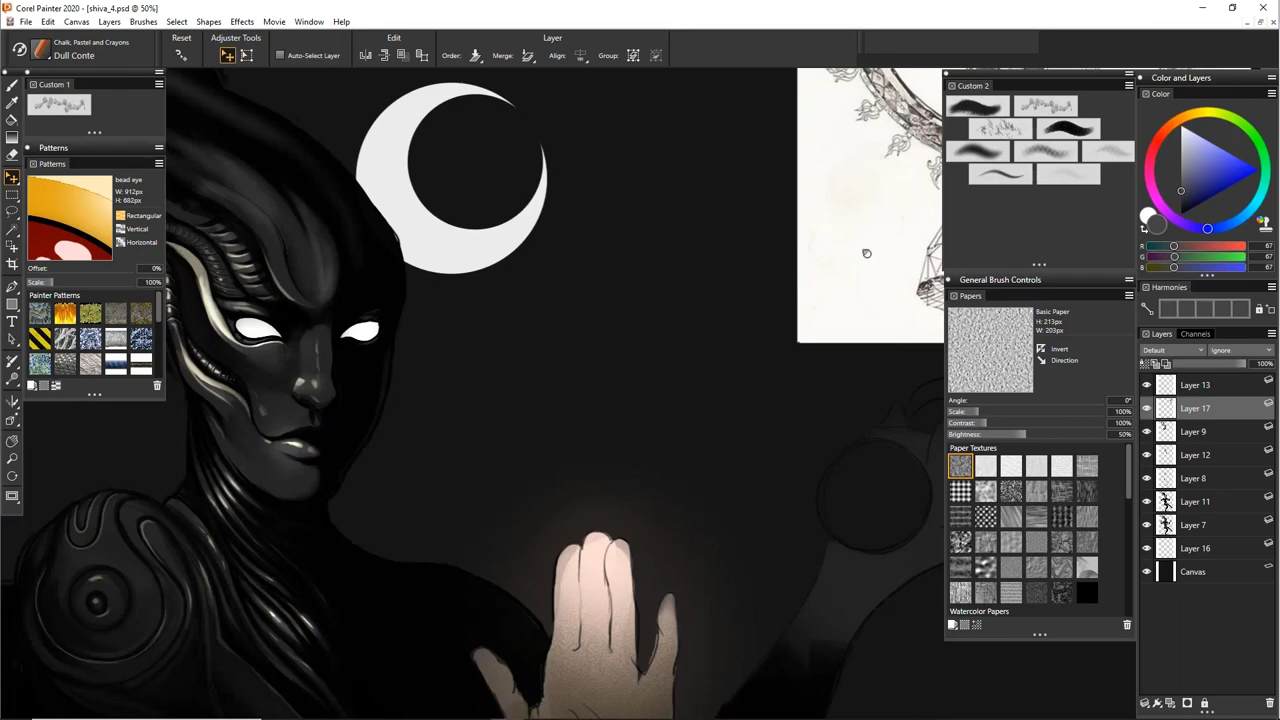 Corel Painter 2020 - [shiva_4.psd @ 50%]
File Edit Canvas Layers Brushes Select Shapes Effects Movie Window Help
Chalk, Pastel and Crayons
Dull Conte
Reset
Adjuster Tools
Auto-Select Layer
Edit
Layer
Order:
Merge:
Align:
Group:
Custom 1
Patterns
Patterns
bead eye
W: 912px
H: 682px
Rectangular
Vertical
Horizontal
Offset: 0%
Scale: 100%
Painter Patterns
Custom 2
General Brush Controls
Papers
Basic Paper
H: 213px
W: 203px
Invert
Direction
Angle: 0°
Scale: 100%
Contrast: 100%
Brightness: 50%
Paper Textures
Watercolor Papers
Color and Layers
Color
R 67
G 67
B 67
Harmonies
Layers Channels
Default Ignore
100%
Layer 13
Layer 17
Layer 9
Layer 12
Layer 8
Layer 11
Layer 7
Layer 16
Canvas